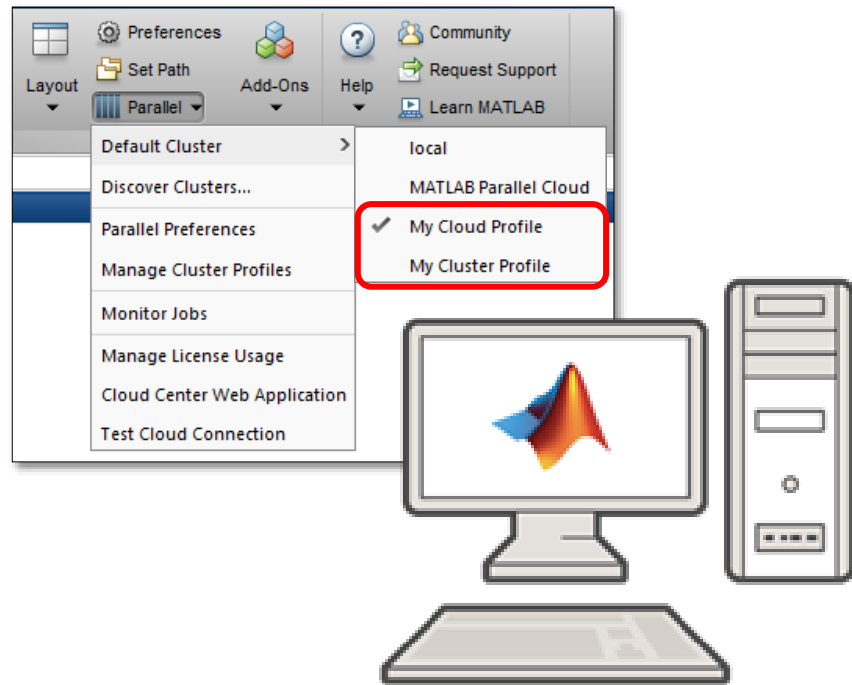 Preferences
Set Path
Parallel
Layout
Add-Ons
Help
Community
Request Support
Learn MATLAB
Default Cluster
Discover Clusters...
Parallel Preferences
Manage Cluster Profiles
Monitor Jobs
Manage License Usage
Cloud Center Web Application
Test Cloud Connection
local
MATLAB Parallel Cloud
My Cloud Profile
My Cluster Profile